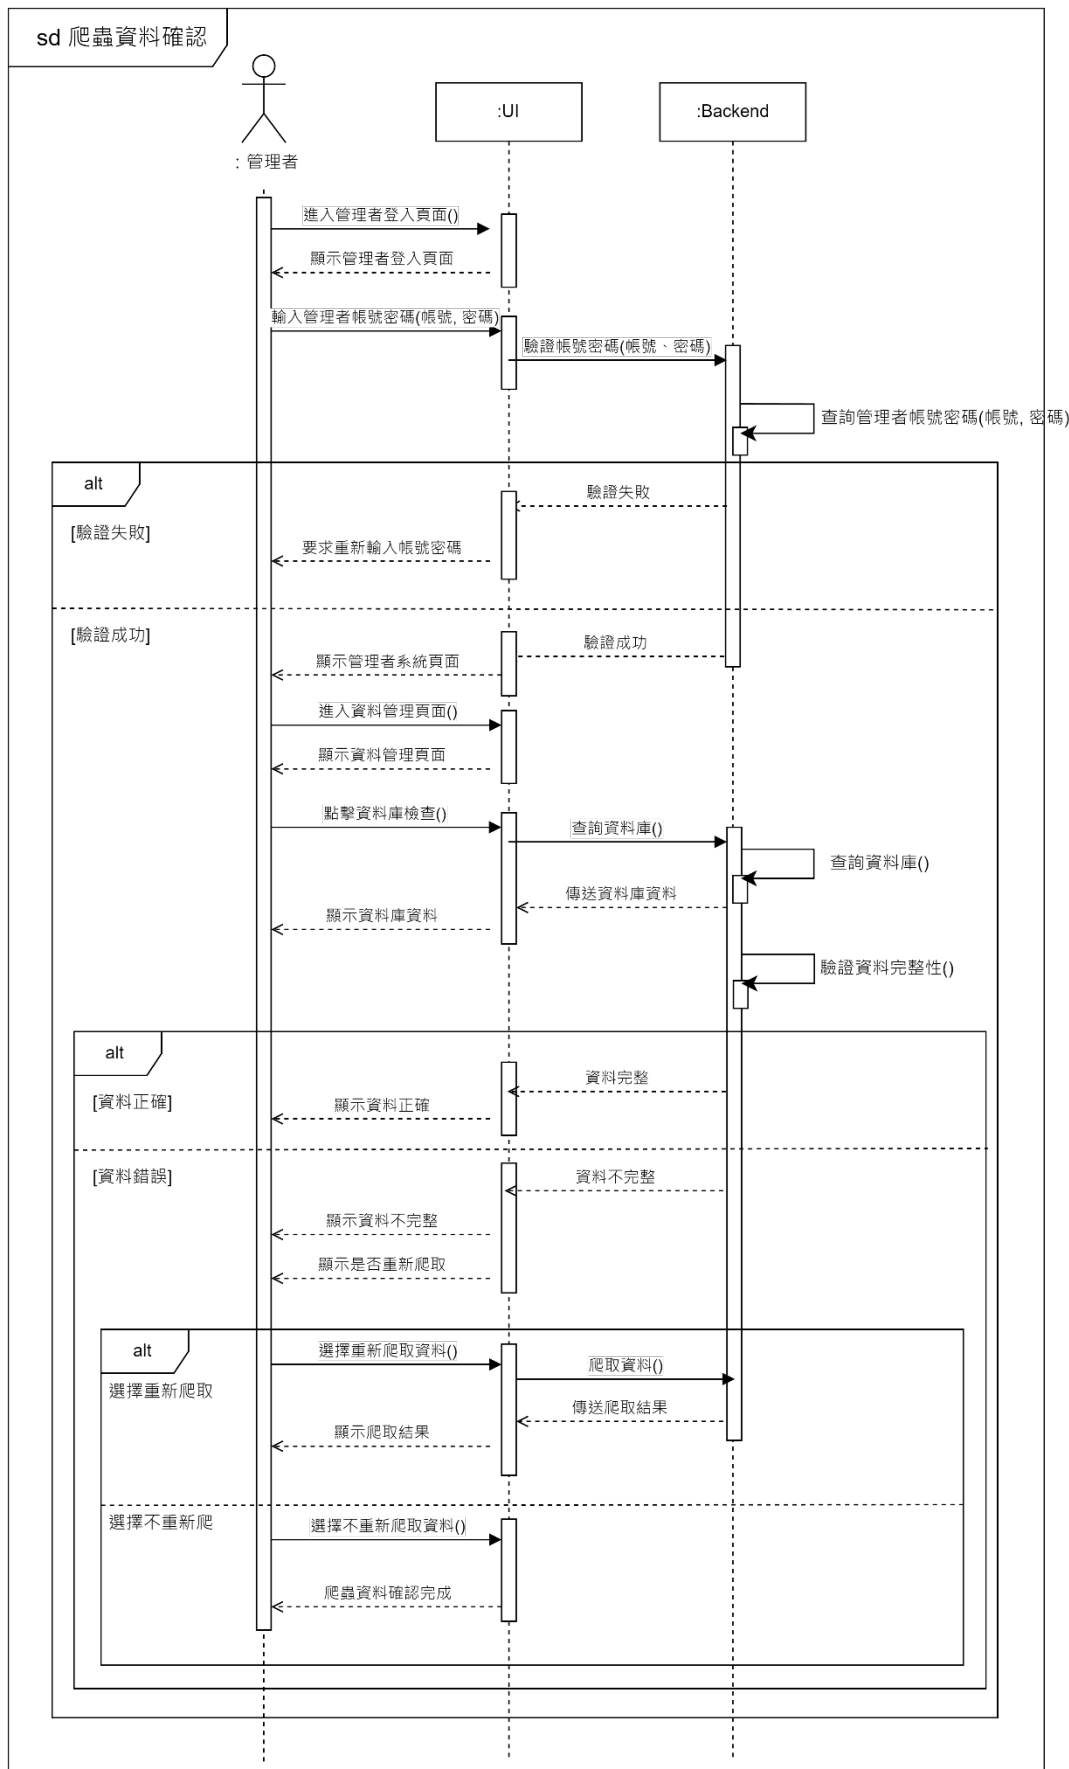 sd 爬蟲資料確認
:UI
:Backend
: 管理者
進入管理者登入頁面()
顯示管理者登入頁面
輸入管理者帳號密碼(帳號, 密碼)
驗證帳號密碼(帳號、密碼)
查詢管理者帳號密碼(帳號, 密碼)
alt
驗證失敗
[驗證失敗]
要求重新輸入帳號密碼
[驗證成功]
驗證成功
顯示管理者系統頁面
進入資料管理頁面()
顯示資料管理頁面
點擊資料庫檢查()
查詢資料庫()
查詢資料庫()
傳送資料庫資料
顯示資料庫資料
驗證資料完整性()
alt
資料完整
[資料正確]
顯示資料正確
[資料錯誤]
資料不完整
顯示資料不完整
顯示是否重新爬取
alt
選擇重新爬取資料()
爬取資料()
選擇重新爬取
傳送爬取結果
顯示爬取結果
選擇不重新爬
選擇不重新爬取資料()
爬蟲資料確認完成